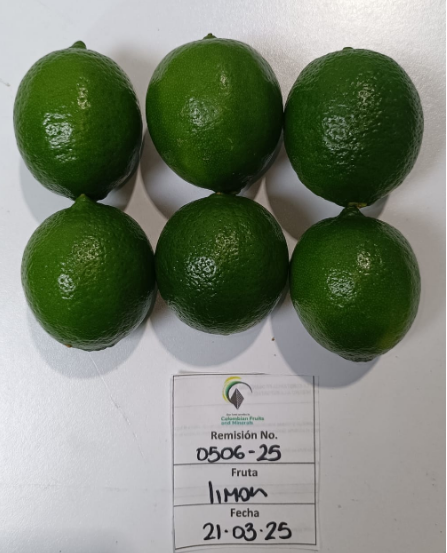 Colombian Fruits
and Minerals
Remisión No.
0506-25
Fruta
limon
Fecha
21.03.25